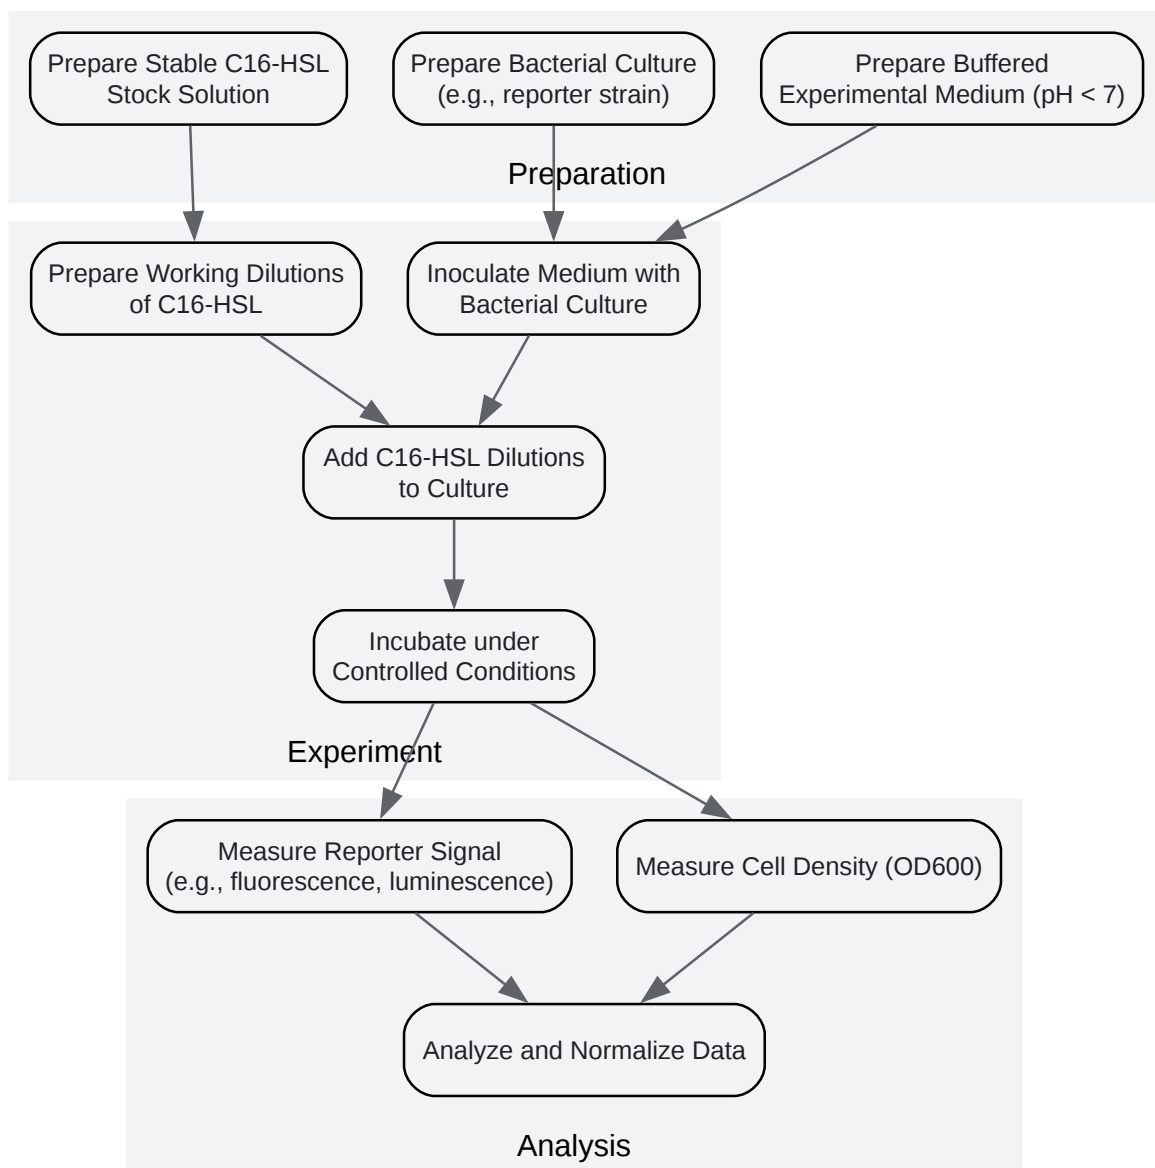 Prepare Stable C16-HSL
Stock Solution
Prepare Bacterial Culture
(e.g., reporter strain)
Prepare Buffered
Experimental Medium (pH < 7)
Preparation
Prepare Working Dilutions
of C16-HSL
Inoculate Medium with
Bacterial Culture
Add C16-HSL Dilutions
to Culture
Incubate under
Controlled Conditions
Experiment
Measure Reporter Signal
(e.g., fluorescence, luminescence)
Measure Cell Density (OD600)
Analyze and Normalize Data
Analysis